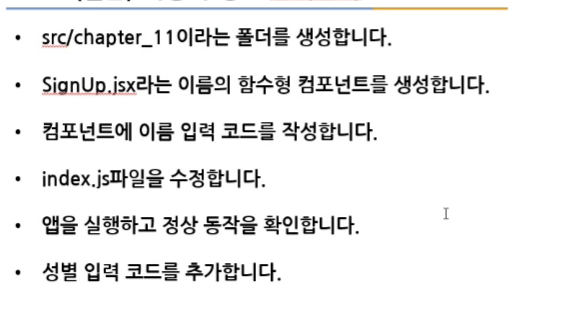 • src/chapter_11이라는 폴더를 생성합니다.
• SignUp.jsx라는 이름의 함수형 컴포넌트를 생성합니다.
• 컴포넌트에 이름 입력 코드를 작성합니다.
• index.js파일을 수정합니다.
• 앱을 실행하고 정상 동작을 확인합니다.
• 성별 입력 코드를 추가합니다.